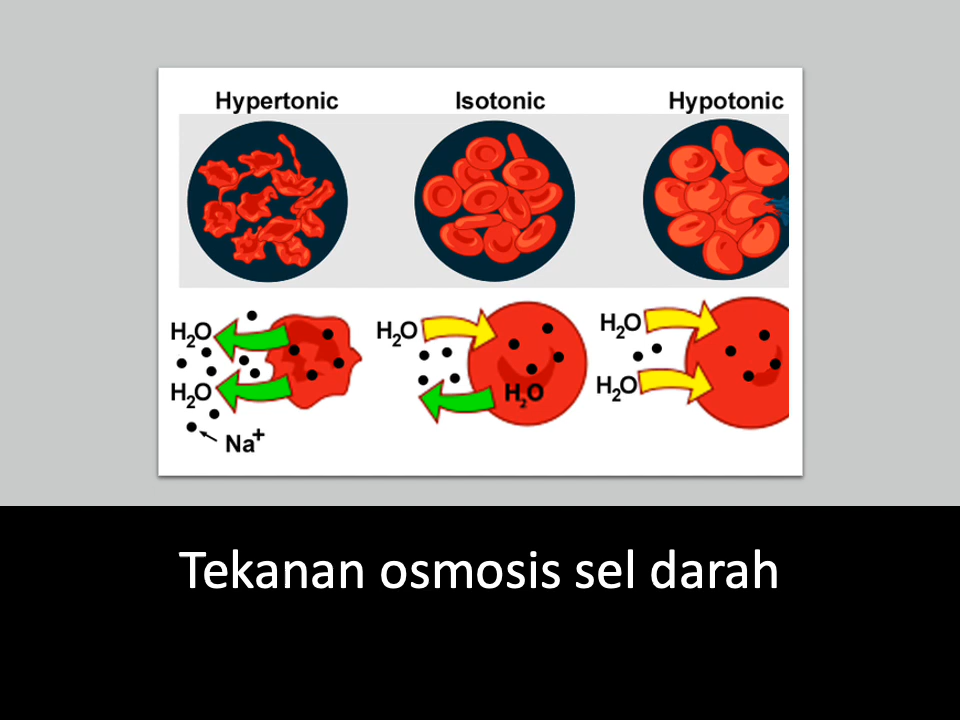 Hypertonic Isotonic Hypotonic
H₂O H₂O H₂O
H₂O H₂O H₂O
Na⁺
Tekanan osmosis sel darah